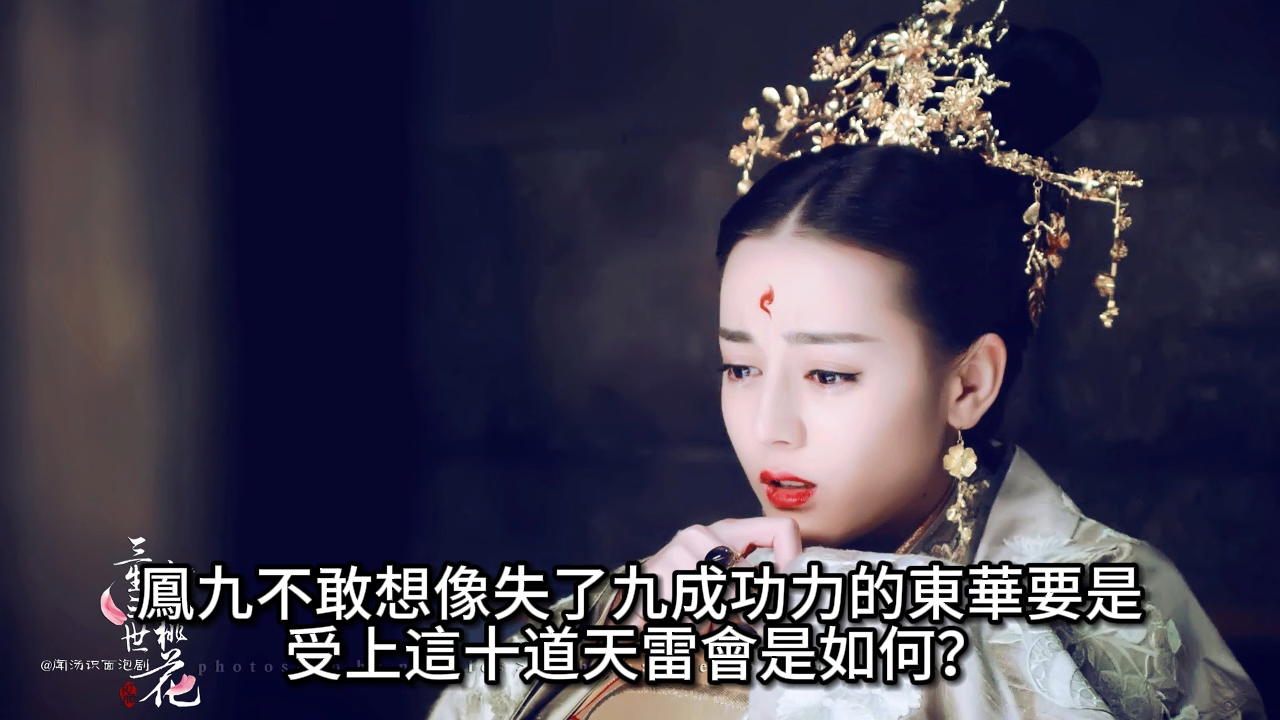 鳳九不敢想像失了九成功力的東華要是
受上這十道天雷會是如何?
三生三世
桃花
@闻汤识面泡剧